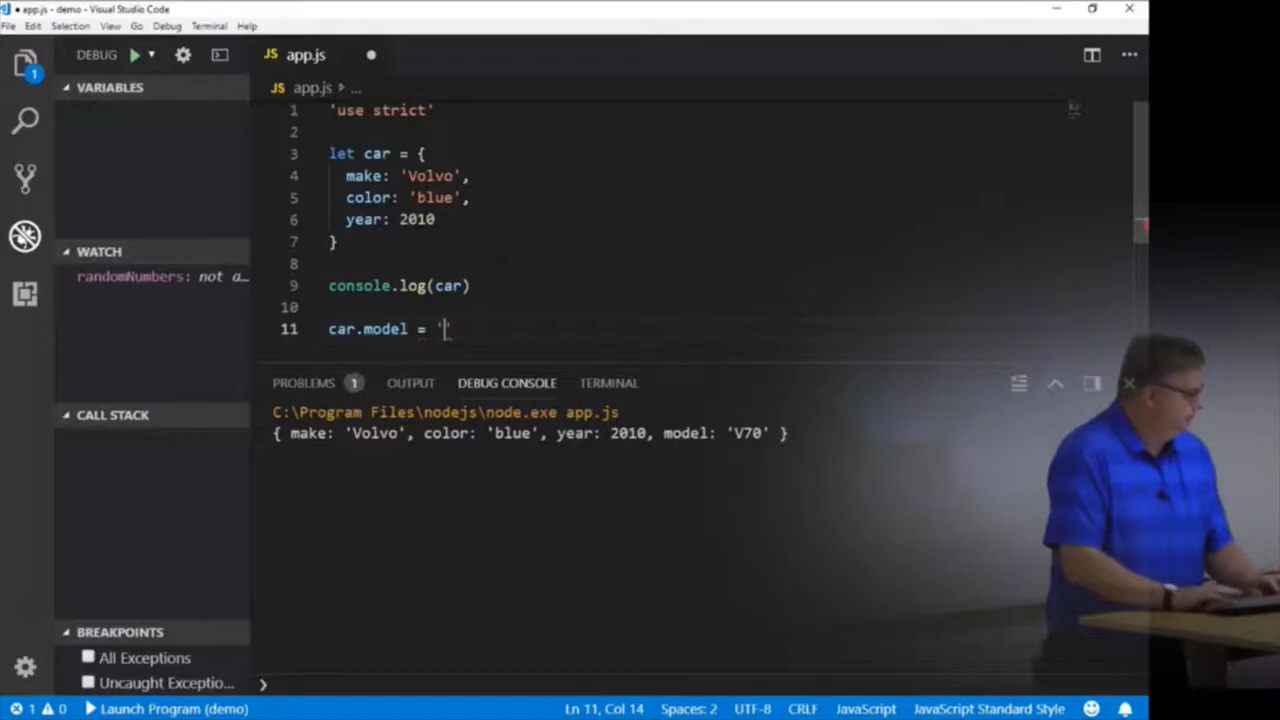 app.js - demo - Visual Studio Code
File Edit Selection View Go Debug Terminal Help
DEBUG
JS app.js
1
VARIABLES
JS app.js ...
1 'use strict'
2
3 let car = {
4 make: 'Volvo',
5 color: 'blue',
6 year: 2010
7 }
8
9 console.log(car)
10
11 car.model = ''
WATCH
randomNumbers: not a...
CALL STACK
PROBLEMS 1 OUTPUT DEBUG CONSOLE TERMINAL
C:\Program Files\nodejs\node.exe app.js
{ make: 'Volvo', color: 'blue', year: 2010, model: 'V70' }
BREAKPOINTS
All Exceptions
Uncaught Exceptio...
1 0 Launch Program (demo) Ln 11, Col 14 Spaces: 2 UTF-8 CRLF JavaScript JavaScript Standard Style